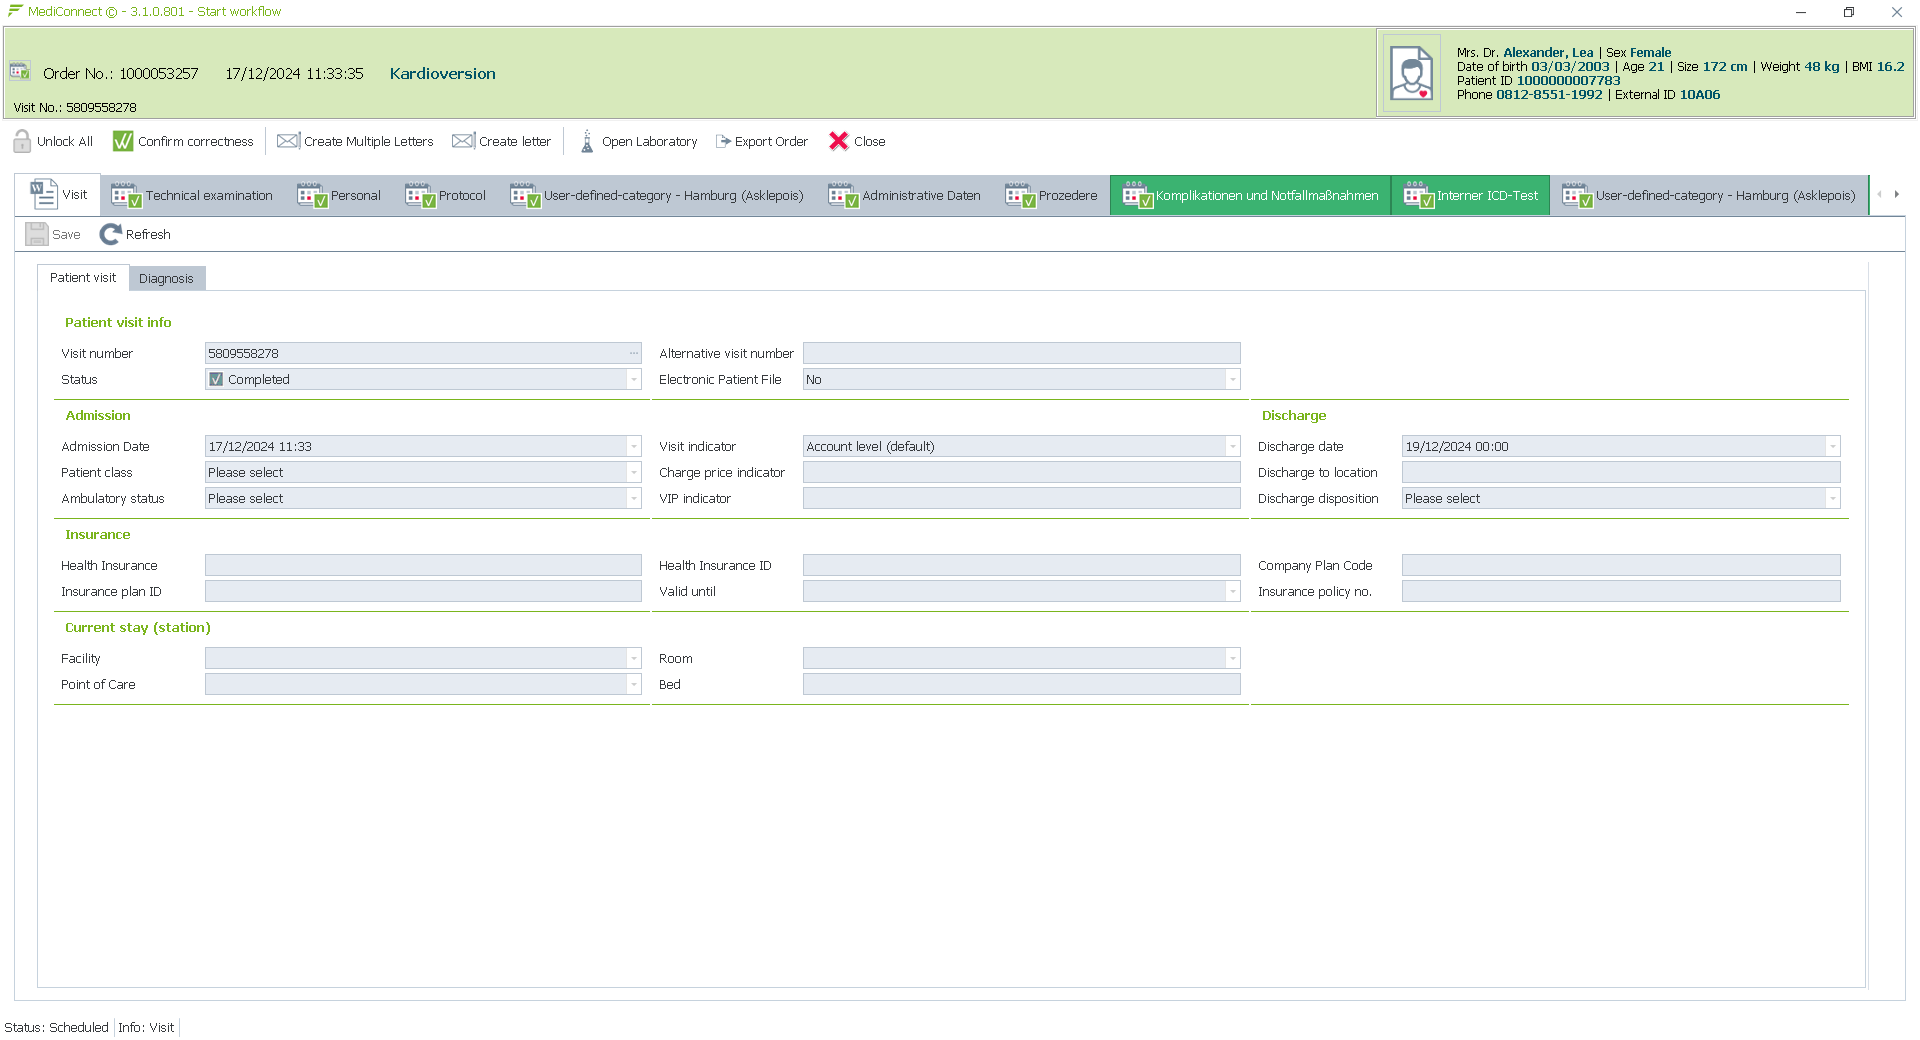 MediConnect © - 3.1.0.801 - Start workflow
Order No.: 1000053257 17/12/2024 11:33:35 Kardioversion
Visit No.: 5809558278
Mrs. Dr. Alexander, Lea | Sex Female
Date of birth 03/03/2003 | Age 21 | Size 172 cm | Weight 48 kg | BMI 16.2
Patient ID 1000000007783
Phone 0812-8551-1992 | External ID 10A06
Unlock All Confirm correctness Create Multiple Letters Create letter Open Laboratory Export Order Close
Visit Technical examination Personal Protocol User-defined-category - Hamburg (Asklepois) Administrative Daten Prozedere Komplikationen und Notfallmaßnahmen Interner ICD-Test User-defined-category - Hamburg (Asklepois)
Save Refresh
Patient visit Diagnosis
Patient visit info
Visit number 5809558278 ... Alternative visit number
Status Completed Electronic Patient File No
Admission Discharge
Admission Date 17/12/2024 11:33 Visit indicator Account level (default) Discharge date 19/12/2024 00:00
Patient class Please select Charge price indicator Discharge to location
Ambulatory status Please select VIP indicator Discharge disposition Please select
Insurance
Health Insurance Health Insurance ID Company Plan Code
Insurance plan ID Valid until Insurance policy no.
Current stay (station)
Facility Room
Point of Care Bed
Status: Scheduled Info: Visit